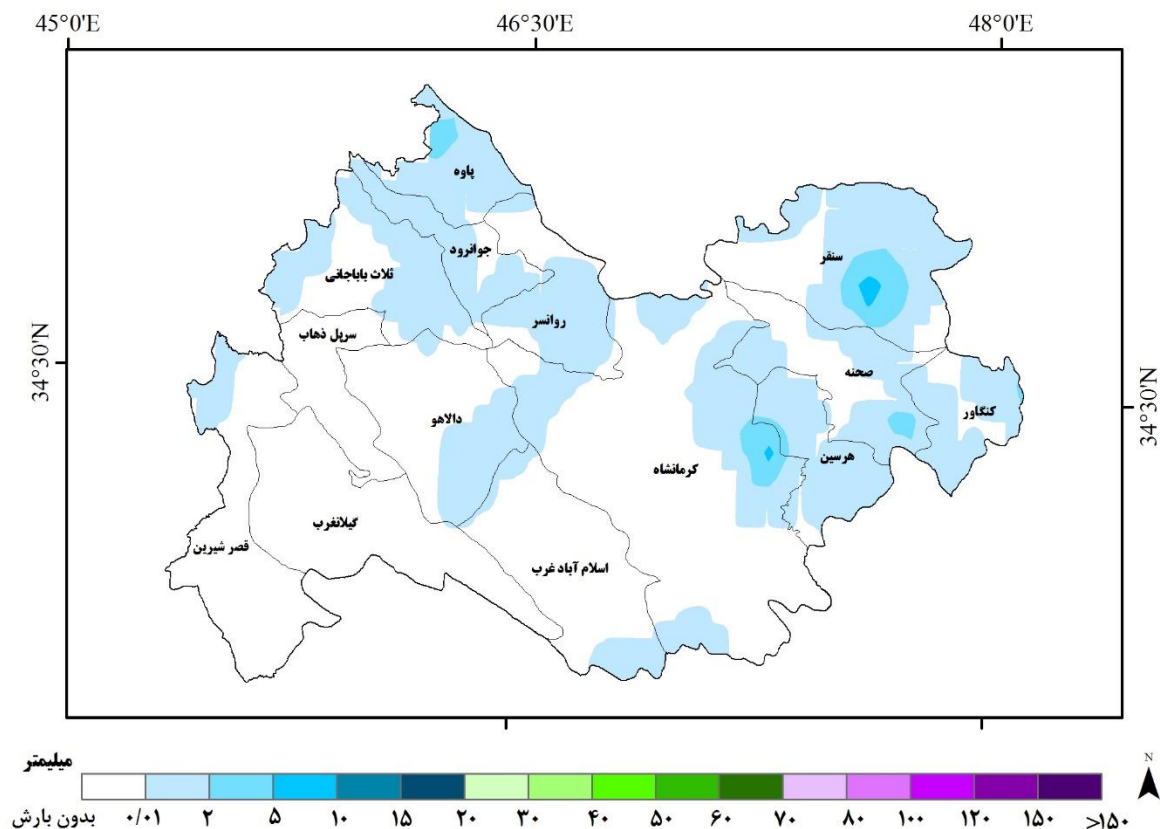 45°0'E 46°30'E 48°0'E
34°30'N
34°30'N
پاوه
جوانرود
سنقر
ثلاث باباجانی
روانسر
سرپل ذهاب
صحنه
کنگاور
دالاهو
هرسین
کرمانشاه
گیلانغرب
قصر شیرین
اسلام آباد غرب
میلیمتر
N
بدون بارش ۰/۰۱ ۲ ۵ ۱۰ ۱۵ ۲۰ ۳۰ ۴۰ ۵۰ ۶۰ ۷۰ ۸۰ ۱۰۰ ۱۲۰ ۱۵۰ >۱۵۰